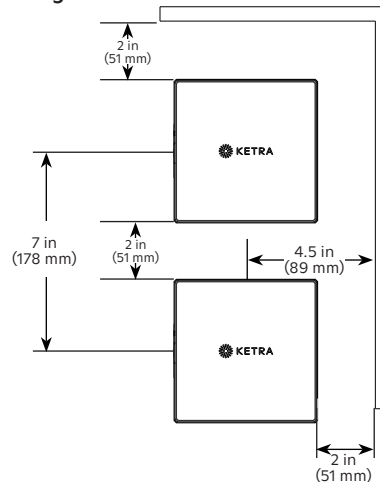 2 in
(51 mm)
KETRA
7 in
(178 mm)
2 in
(51 mm)
4.5 in
(89 mm)
KETRA
2 in
(51 mm)